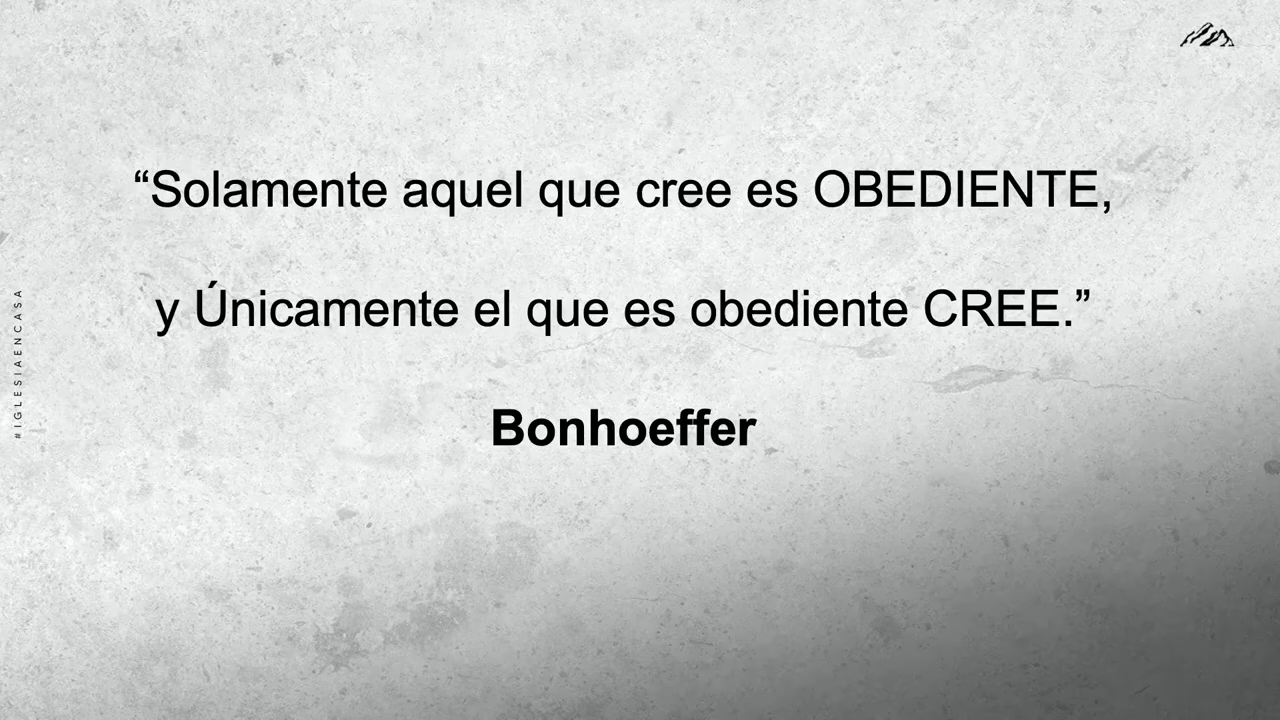 “Solamente aquel que cree es OBEDIENTE,
y Únicamente el que es obediente CREE.”
Bonhoeffer
#IGLESIAENCASA